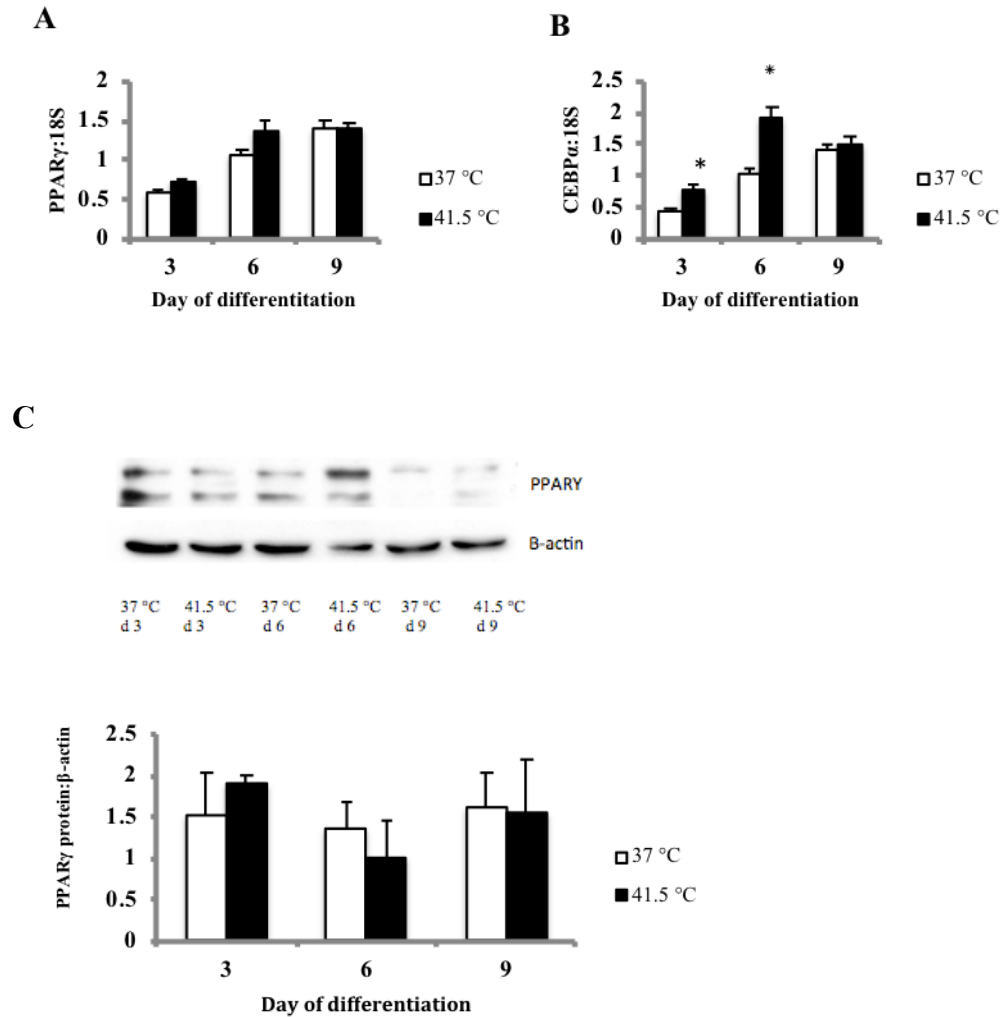 A
PPARγ:18S
2
1.5
1
0.5
0
3 6 9
Day of differentitation
37 °C
41.5 °C
B
CEBPα:18S
2.5
2
1.5
1
0.5
0
*
*
3 6 9
Day of differentiation
37 °C
41.5 °C
C
PPARY
B-actin
37 °C 41.5 °C 37 °C 41.5 °C 37 °C 41.5 °C
d 3 d 3 d 6 d 6 d 9 d 9
PPARγ protein:β-actin
2.5
2
1.5
1
0.5
0
3 6 9
Day of differentiation
37 °C
41.5 °C